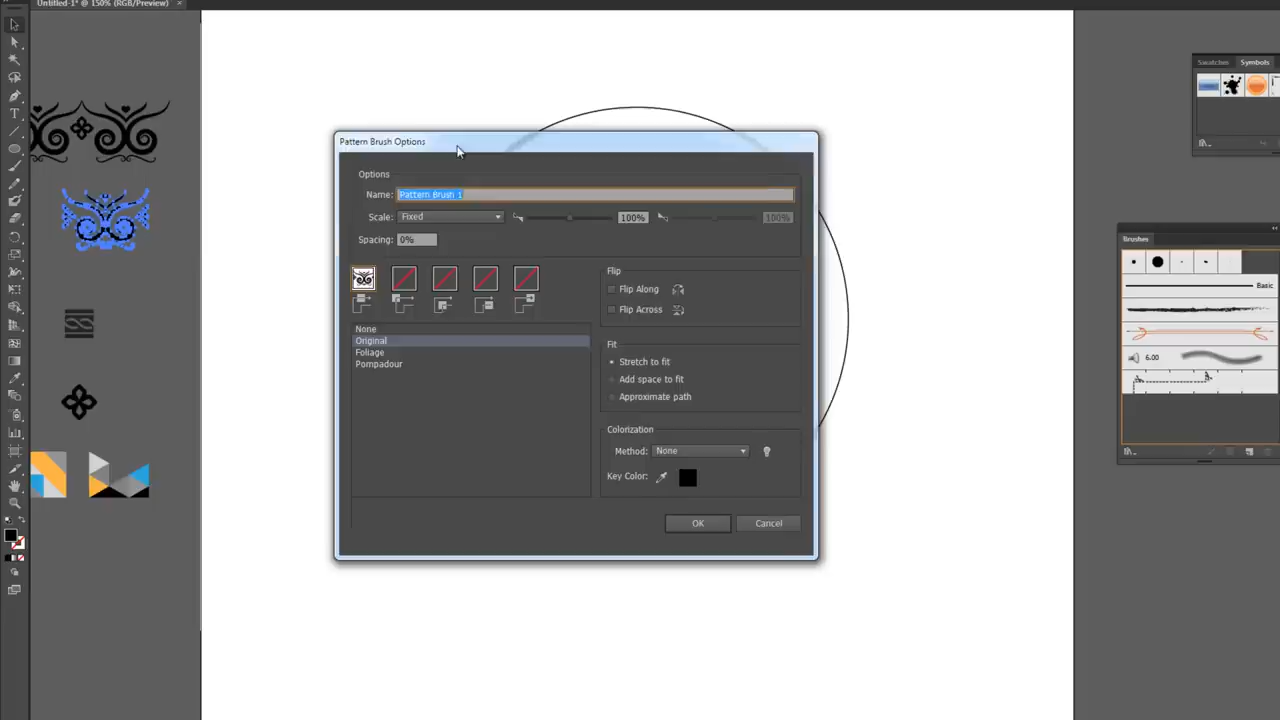 Untitled-1* @ 150% (RGB/Preview) ×
Swatches Symbols
Pattern Brush Options
Options
Name: Pattern Brush 1
Scale: Fixed 100% 100%
Spacing: 0%
Brushes
Basic
6.00
Flip
Flip Along
Flip Across
None
Original
Foliage
Pompadour
Fit
Stretch to fit
Add space to fit
Approximate path
Colorization
Method: None
Key Color:
OK Cancel